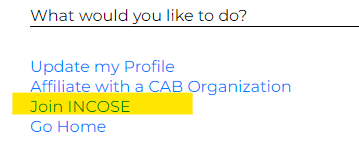 What would you like to do?
Update my Profile
Affiliate with a CAB Organization
Join INCOSE
Go Home